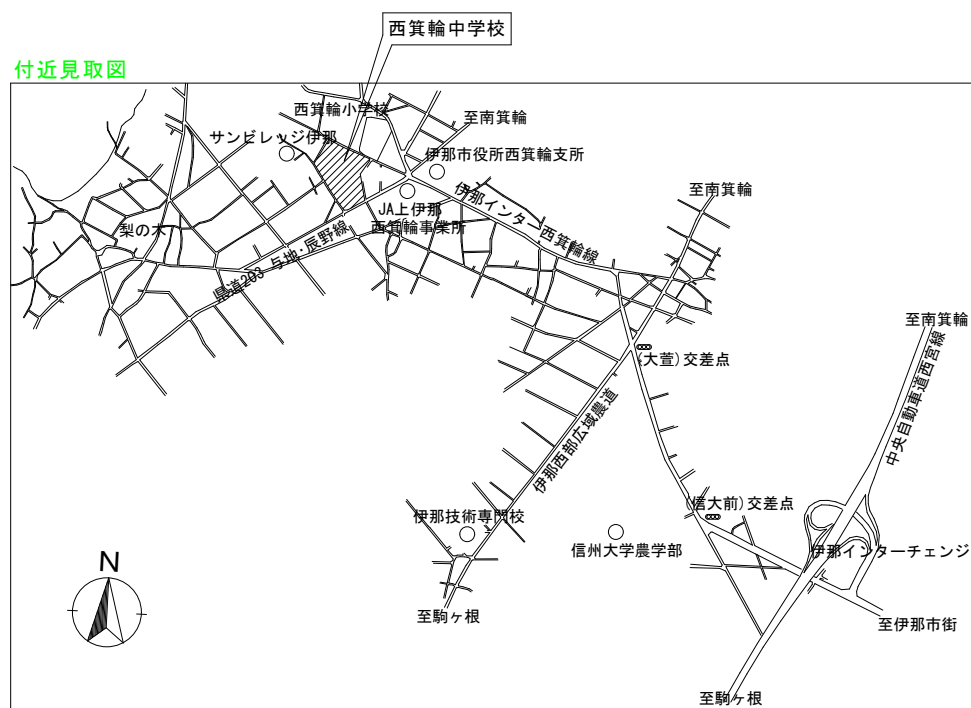 西箕輪中学校
付近見取図
西箕輪小学校
至南箕輪
サンビレッジ伊那
伊那市役所西箕輪支所
至南箕輪
JA上伊那
西箕輪事業所
伊那インター西箕輪線
梨の木
県道203 与地・辰野線
至南箕輪
(大萱)交差点
中央自動車道西宮線
伊那西部広域農道
(信大前)交差点
伊那技術専門校
信州大学農学部
伊那インターチェンジ
N
至駒ヶ根
至伊那市街
至駒ヶ根